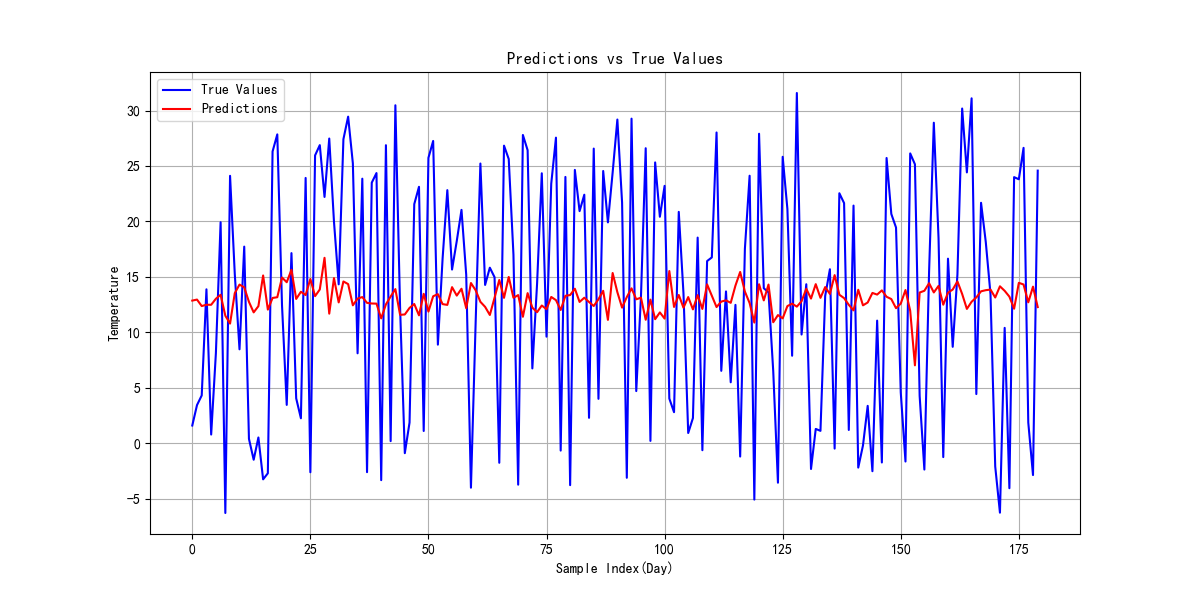 Predictions vs True Values
True Values
Predictions
Temperature
30
25
20
15
10
5
0
−5
0 25 50 75 100 125 150 175
Sample Index(Day)